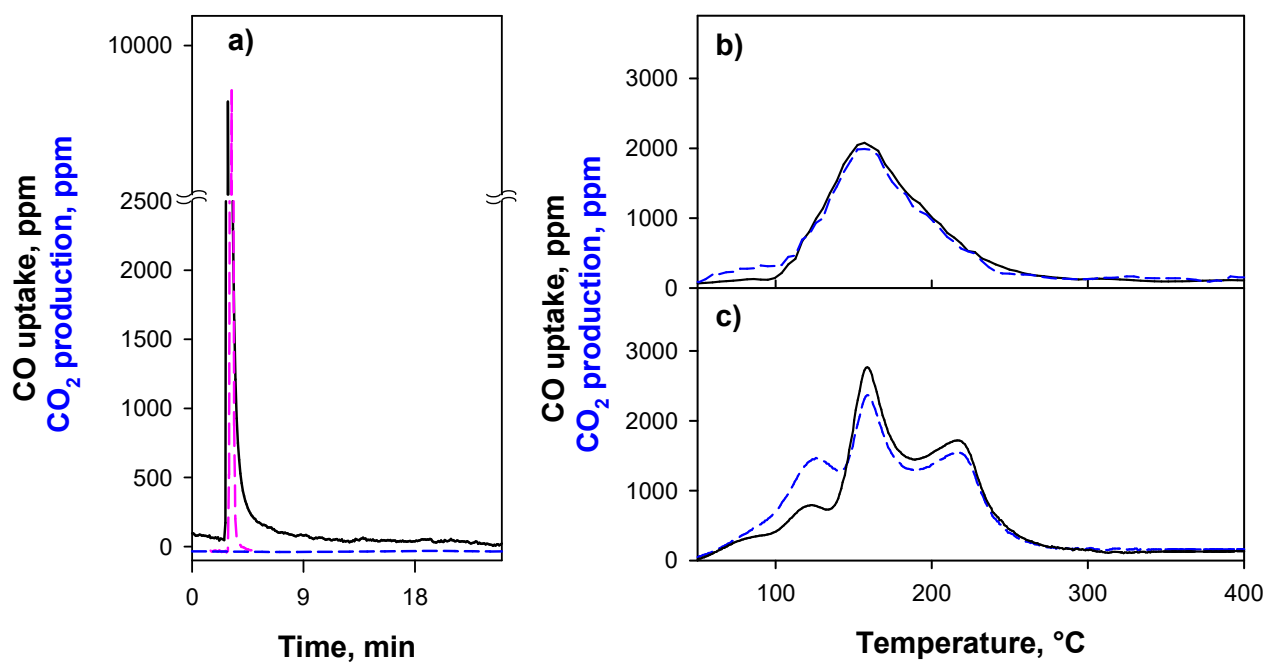 a)
10000
2500
2000
1500
1000
500
0
0 9 18
Time, min
CO uptake, ppm
CO₂ production, ppm
b)
3000
2000
1000
0
c)
3000
2000
1000
0
100 200 300 400
Temperature, °C
CO uptake, ppm
CO₂ production, ppm